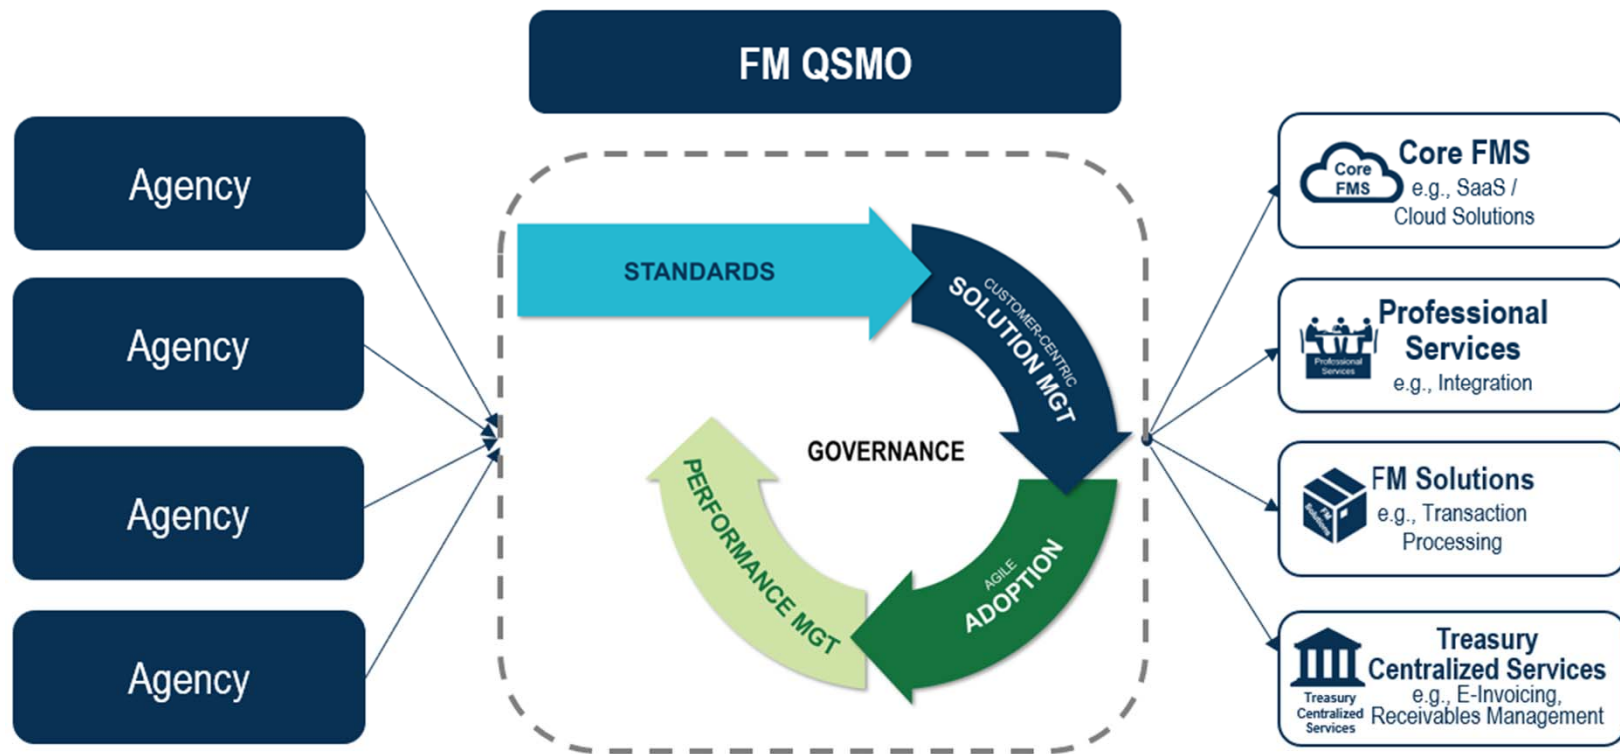 FM QSMO
Agency
Agency
Agency
Agency
STANDARDS
CUSTOMER-CENTRIC
SOLUTION MGT
GOVERNANCE
AGILE
ADOPTION
PERFORMANCE MGT
Core
FMS
Core FMS
e.g., SaaS /
Cloud Solutions
Professional
Services
Professional
Services
e.g., Integration
FM
Solutions
FM Solutions
e.g., Transaction
Processing
Treasury
Centralized
Services
Treasury
Centralized Services
e.g., E-Invoicing,
Receivables Management